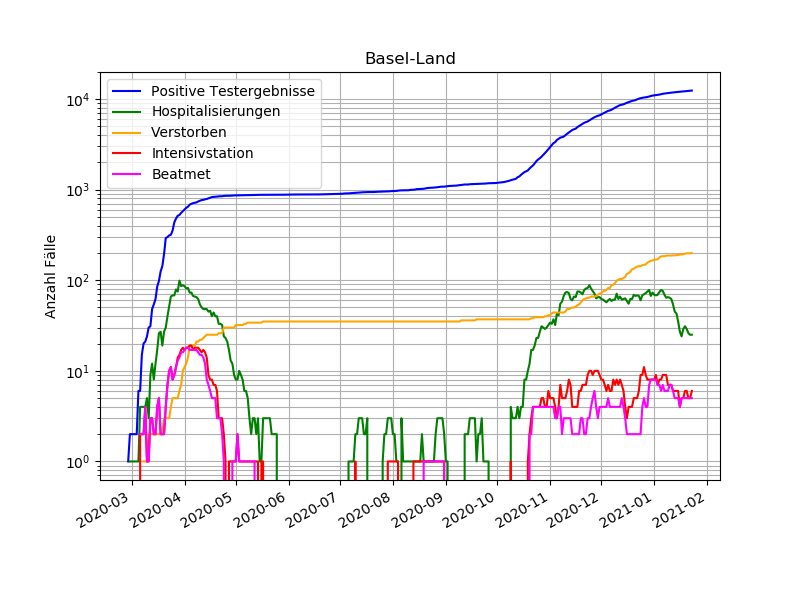 Basel-Land
Positive Testergebnisse
Hospitalisierungen
Verstorben
Intensivstation
Beatmet
Anzahl Fälle
10⁴
10³
10²
10¹
10⁰
2020-03
2020-04
2020-05
2020-06
2020-07
2020-08
2020-09
2020-10
2020-11
2020-12
2021-01
2021-02